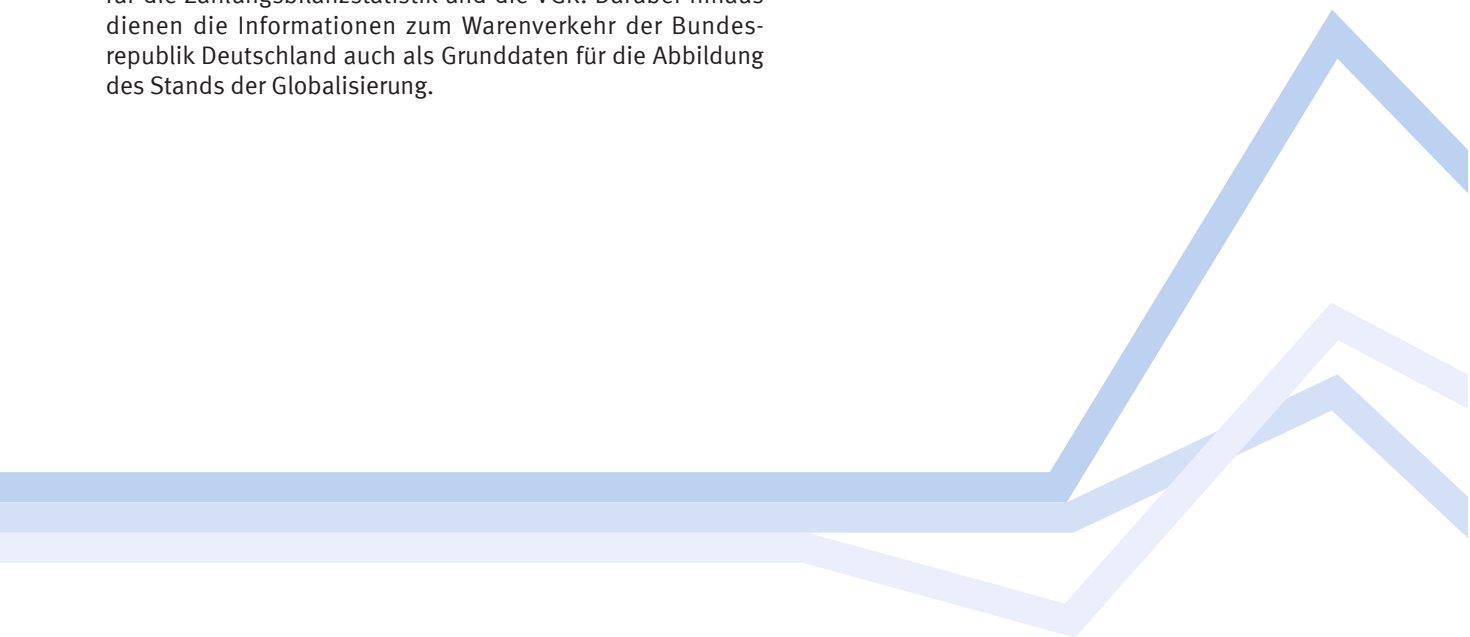 für die Zahlungsbilanzstatistik und die VGR. Darüber hinaus
dienen die Informationen zum Warenverkehr der Bundes-
republik Deutschland auch als Grunddaten für die Abbildung
des Stands der Globalisierung.